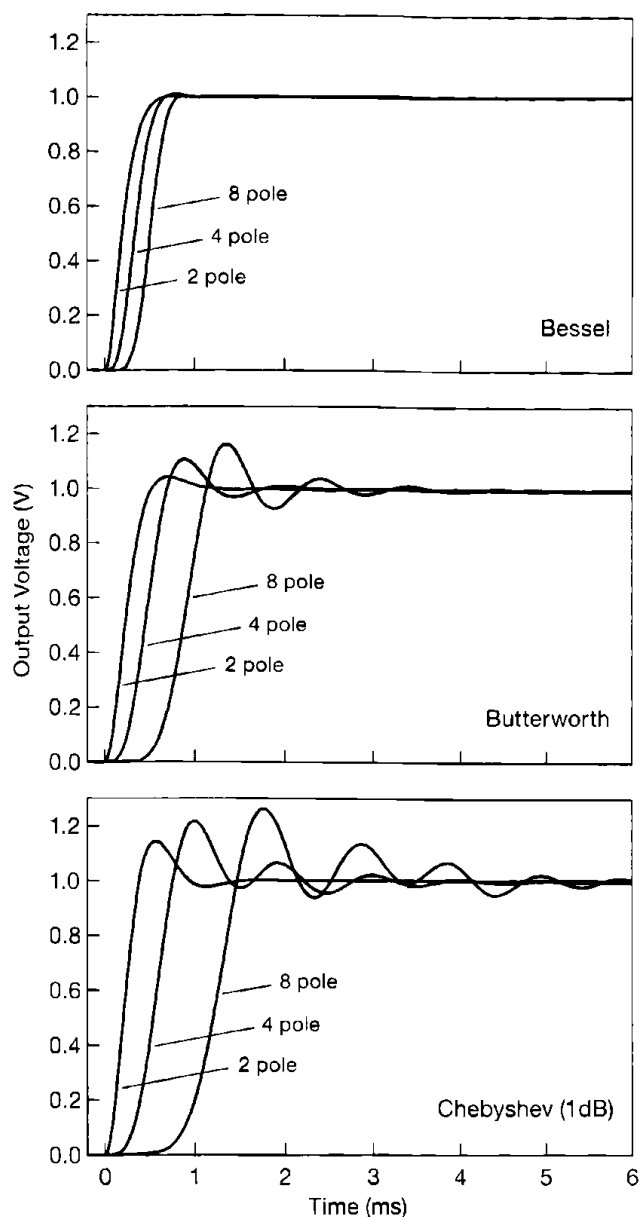 1.2
1.0
0.8
0.6
0.4
0.2
0.0
8 pole
4 pole
2 pole
Bessel
1.2
1.0
0.8
0.6
0.4
0.2
0.0
8 pole
4 pole
2 pole
Butterworth
Output Voltage (V)
1.2
1.0
0.8
0.6
0.4
0.2
0.0
8 pole
4 pole
2 pole
Chebyshev (1dB)
0 1 2 3 4 5 6
Time (ms)